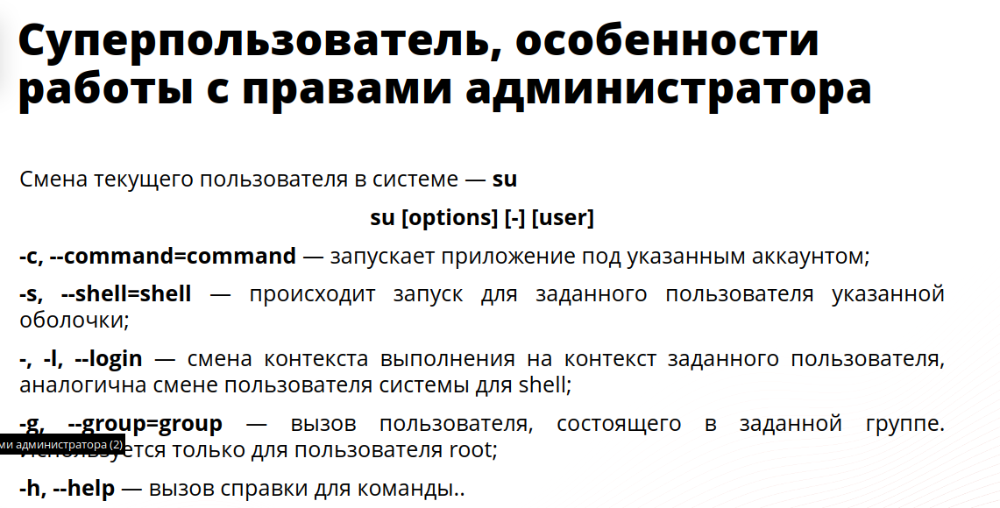 Суперпользователь, особенности
работы с правами администратора
Смена текущего пользователя в системе — su
su [options] [-] [user]
-c, --command=command — запускает приложение под указанным аккаунтом;
-s, --shell=shell — происходит запуск для заданного пользователя указанной
оболочки;
-, -l, --login — смена контекста выполнения на контекст заданного пользователя,
аналогична смене пользователя системы для shell;
-g, --group=group — вызов пользователя, состоящего в заданной группе.
ми администратора (2)
Используется только для пользователя root;
-h, --help — вызов справки для команды..